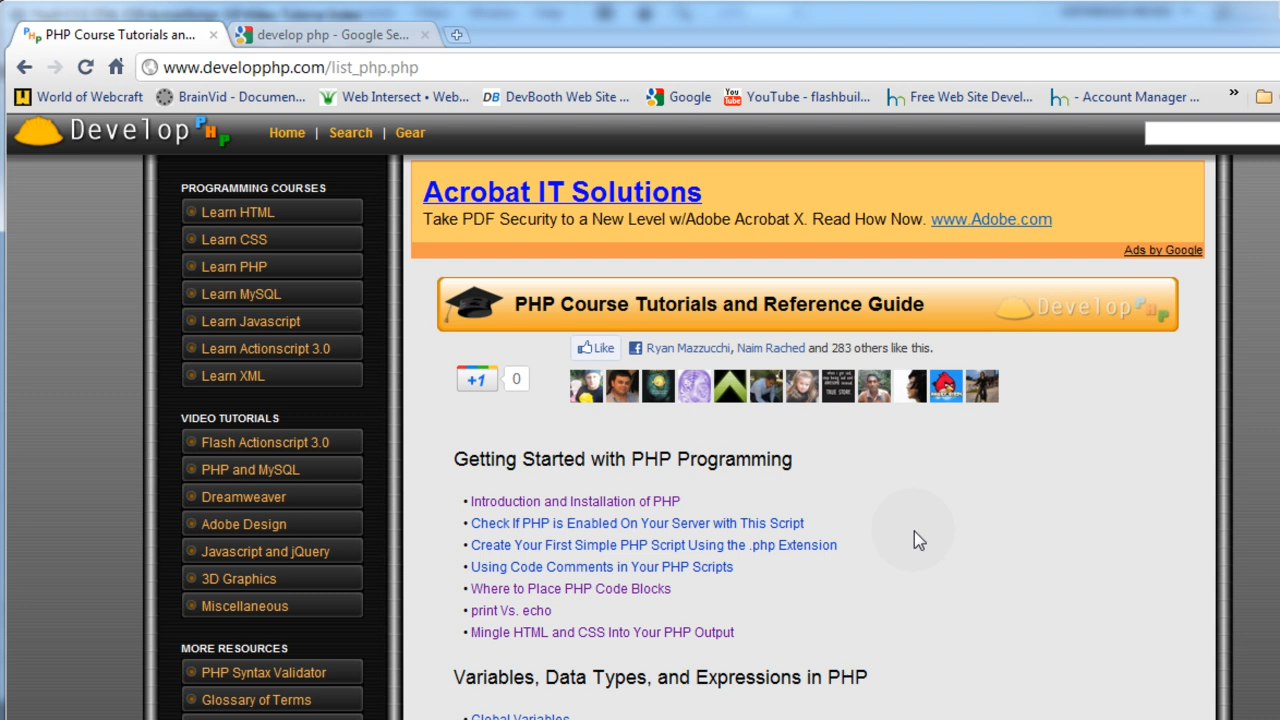 PHP Course Tutorials an...
develop php - Google Se...
www.developphp.com/list_php.php
World of Webcraft
BrainVid - Documen...
Web Intersect • Web...
DB DevBooth Web Site ...
Google
You Tube YouTube - flashbuil...
Free Web Site Devel...
- Account Manager ...
»
Develop PHP
Home | Search | Gear
PROGRAMMING COURSES
Learn HTML
Learn CSS
Learn PHP
Learn MySQL
Learn Javascript
Learn Actionscript 3.0
Learn XML
VIDEO TUTORIALS
Flash Actionscript 3.0
PHP and MySQL
Dreamweaver
Adobe Design
Javascript and jQuery
3D Graphics
Miscellaneous
MORE RESOURCES
PHP Syntax Validator
Glossary of Terms
Acrobat IT Solutions
Take PDF Security to a New Level w/Adobe Acrobat X. Read How Now. www.Adobe.com
Ads by Google
PHP Course Tutorials and Reference Guide
Develop PHP
Like
Ryan Mazzucchi, Naim Rached and 283 others like this.
+1 0
Getting Started with PHP Programming
• Introduction and Installation of PHP
• Check If PHP is Enabled On Your Server with This Script
• Create Your First Simple PHP Script Using the .php Extension
• Using Code Comments in Your PHP Scripts
• Where to Place PHP Code Blocks
• print Vs. echo
• Mingle HTML and CSS Into Your PHP Output
Variables, Data Types, and Expressions in PHP
• Global Variables